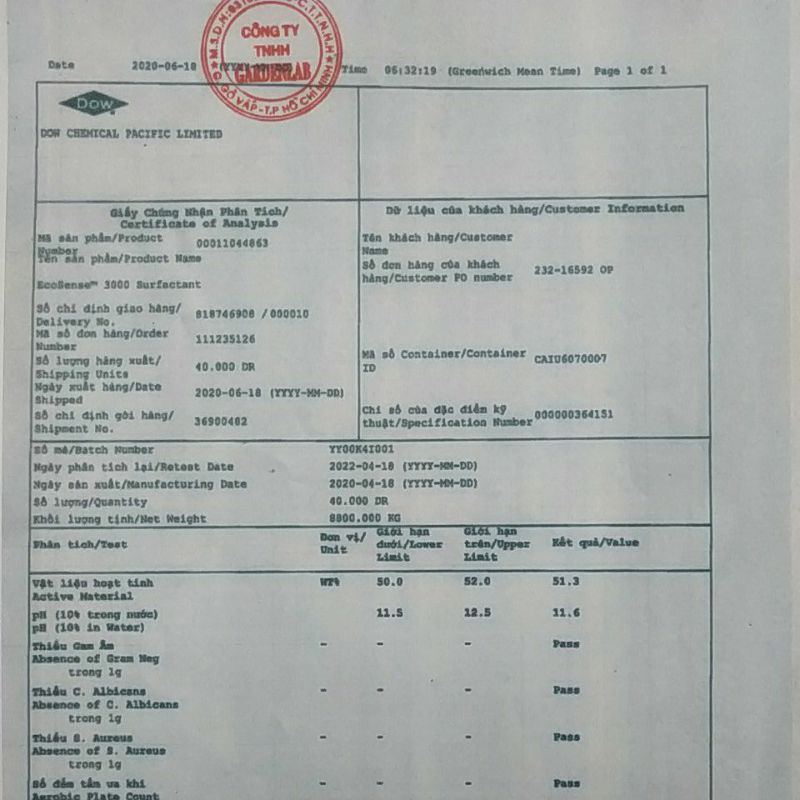 CÔNG TY
TNHH
GARDENLAB
Q. GÒ VẤP - T.P HỒ CHÍ MINH
Date 2020-06-18 (YYYY-MM-DD) Time 05:32:19 (Greenwich Mean Time) Page 1 of 1
Dow
DOW CHEMICAL PACIFIC LIMITED
Giấy Chứng Nhận Phân Tích/
Certificate of Analysis
Mã sản phẩm/Product
Number
00011044863
Tên sản phẩm/Product Name
EcoSense™ 3000 Surfactant
Số chỉ định giao hàng/
Delivery No.
818746908 /000010
Mã số đơn hàng/Order
Number
111235126
Số lượng hàng xuất/
Shipping Units
40.000 DR
Ngày xuất hàng/Date
Shipped
2020-06-18 (YYYY-MM-DD)
Số chỉ định gởi hàng/
Shipment No.
36900482
Dữ liệu của khách hàng/Customer Information
Tên khách hàng/Customer
Name
Số đơn hàng của khách
hàng/Customer PO number
232-16592 OP
Mã số Container/Container
ID
CAIU6070007
Chỉ số của đặc điểm kỹ
thuật/Specification Number
000000364151
Số mẻ/Batch Number YY00K4I001
Ngày phân tích lại/Retest Date 2022-04-18 (YYYY-MM-DD)
Ngày sản xuất/Manufacturing Date 2020-04-18 (YYYY-MM-DD)
Số lượng/Quantity 40.000 DR
Khối lượng tịnh/Net Weight 8800.000 KG
Phân tích/Test
Đơn vị/
Unit
Giới hạn
dưới/Lower
Limit
Giới hạn
trên/Upper
Limit
Kết quả/Value
Vật liệu hoạt tính WT% 50.0 52.0 51.3
Active Material
pH (10% trong nước) 11.5 12.5 11.6
pH (10% in Water)
Thiếu Gam Âm - - - Pass
Absence of Gram Neg
trong 1g
Thiếu C. Albicans - - - Pass
Absence of C. Albicans
trong 1g
Thiếu S. Aureus - - - Pass
Absence of S. Aureus
trong 1g
Số đếm tấn ưa khí - - - Pass
Aerobic Plate Count